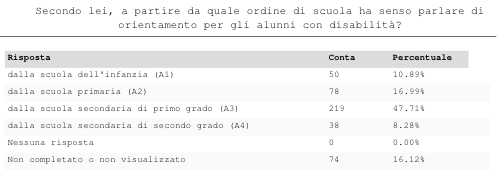 Secondo lei, a partire da quale ordine di scuola ha senso parlare di
orientamento per gli alunni con disabilità?
Risposta Conta Percentuale
dalla scuola dell'infanzia (A1) 50 10.89%
dalla scuola primaria (A2) 78 16.99%
dalla scuola secondaria di primo grado (A3) 219 47.71%
dalla scuola secondaria di secondo grado (A4) 38 8.28%
Nessuna risposta 0 0.00%
Non completato o non visualizzato 74 16.12%